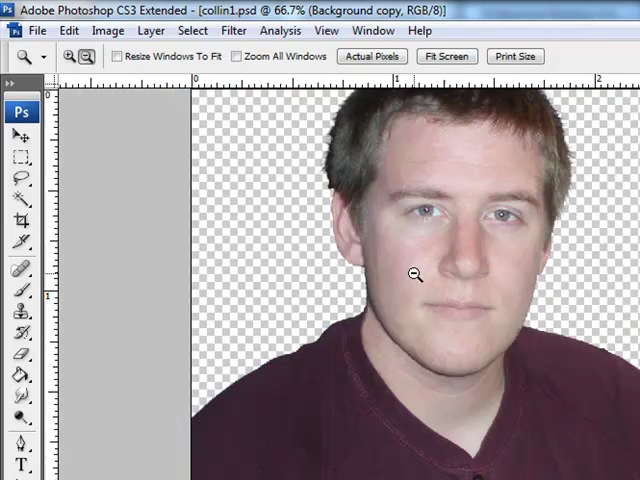 Ps Adobe Photoshop CS3 Extended - [collin1.psd @ 66.7% (Background copy, RGB/8)]
File Edit Image Layer Select Filter Analysis View Window Help
Resize Windows To Fit Zoom All Windows Actual Pixels Fit Screen Print Size
0 1 2
Ps
0
1
T